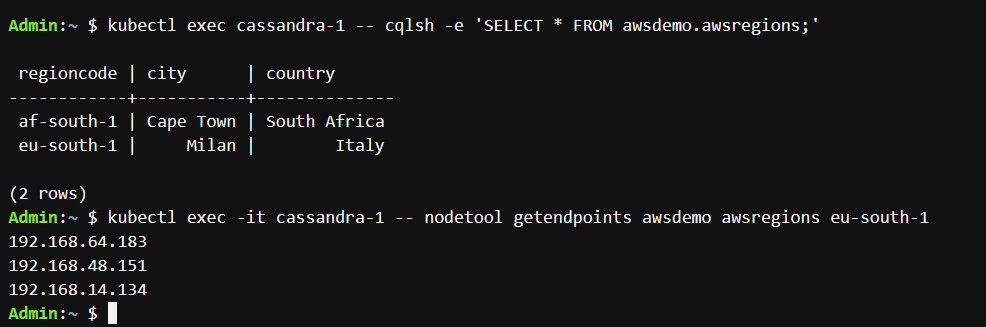 Admin:~ $ kubectl exec cassandra-1 -- cqlsh -e 'SELECT * FROM awsdemo.awsregions;'
 regioncode | city      | country
------------+-----------+--------------
 af-south-1 | Cape Town | South Africa
 eu-south-1 |     Milan |        Italy
(2 rows)
Admin:~ $ kubectl exec -it cassandra-1 -- nodetool getendpoints awsdemo awsregions eu-south-1
192.168.64.183
192.168.48.151
192.168.14.134
Admin:~ $